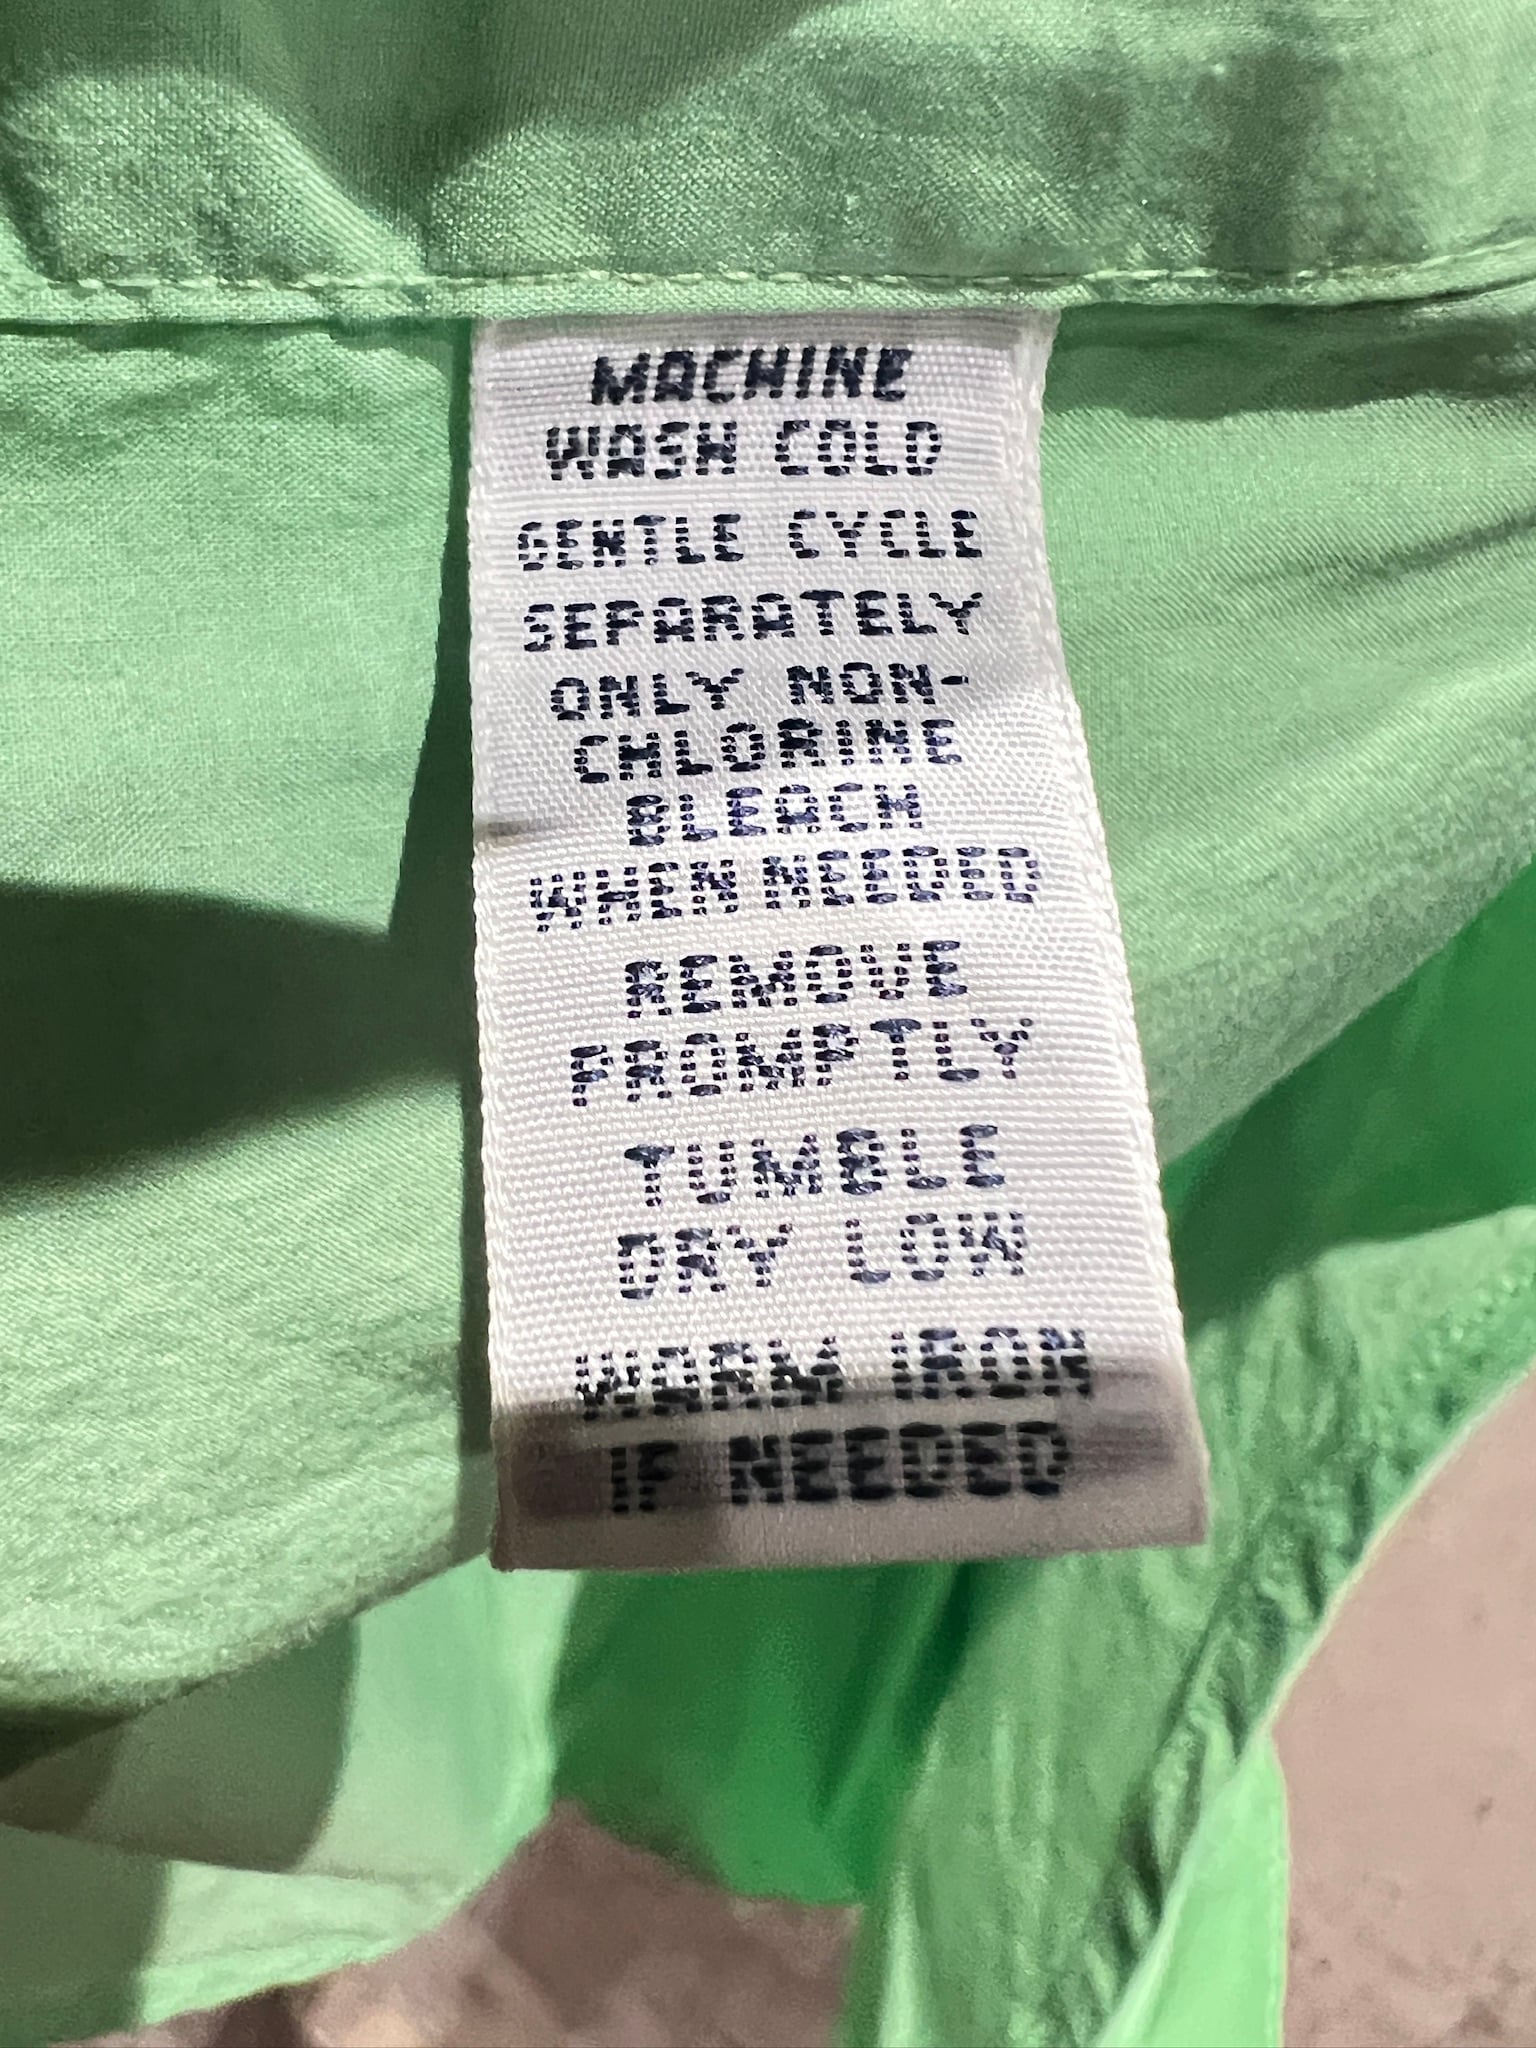 MACHINE
WASH COLD
GENTLE CYCLE
SEPARATELY
ONLY NON-
CHLORINE
BLEACH
WHEN NEEDED
REMOVE
PROMPTLY
TUMBLE
DRY LOW
WARM IRON
IF NEEDED